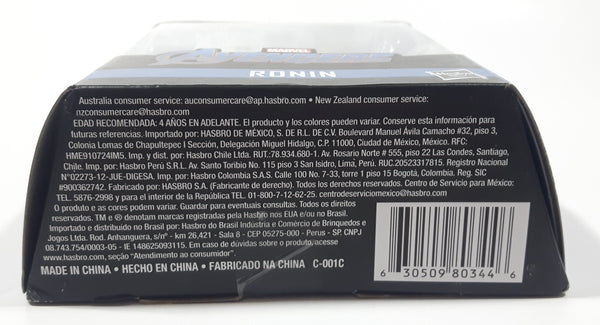 MARVEL
AVENGERS
RONIN
Hasbro
Australia consumer service: auconsumercare@ap.hasbro.com • New Zealand consumer service:
nzconsumercare@hasbro.com
EDAD RECOMENDADA: 4 AÑOS EN ADELANTE. El producto y los colores pueden variar. Conserve esta información para
futuras referencias. Importado por: HASBRO DE MÉXICO, S. DE R.L. DE C.V. Boulevard Manuel Ávila Camacho #32, piso 3,
Colonia Lomas de Chapultepec I Sección, Delegación Miguel Hidalgo, C.P. 11000, Ciudad de México, México. RFC:
HME910724IM5. Imp. y dist. por: Hasbro Chile Ltda. RUT:78.934.680-1. Av. Rosario Norte # 555, piso 22 Las Condes, Santiago,
Chile. Imp. por: Hasbro Perú S.R.L. Av. Santo Toribio No. 115 piso 3 San Isidro, Lima, Perú. RUC:20523317815. Registro Nacional
N°02273-12-JUE-DIGESA. Imp. por: Hasbro Colombia S.A.S. Calle 100 No. 7-33, torre 1 piso 15 Bogotá, Colombia. Reg. SIC
#900362742. Fabricado por: HASBRO S.A. (Fabricante de derecho). Todos los derechos reservados. Centro de Servicio para México:
TEL. 5876-2998 y para el interior de la República TEL. 01-800-7-12-62-25. centrodeservicio@hasbro.com.mx
O produto e as cores podem variar. Guardar para eventuais consultas. Todos os direitos
reservados. TM e ® denotam marcas registradas pela Hasbro nos EUA e/ou no Brasil.
Importado e distribuído no Brasil por: Hasbro do Brasil Indústria e Comércio de Brinquedos e
Jogos Ltda. Rod. Anhanguera, s/nº - km 26,421 - Sala 8 - CEP 05275-000 - Perus - SP. CNPJ
08.743.754/0003-05 - IE 148625093115. Em caso de dúvidas sobre o produto, acesse
www.hasbro.com, seção "Atendimento ao consumidor".
MADE IN CHINA • HECHO EN CHINA • FABRICADO NA CHINA C-001C
6 30509 80344 6